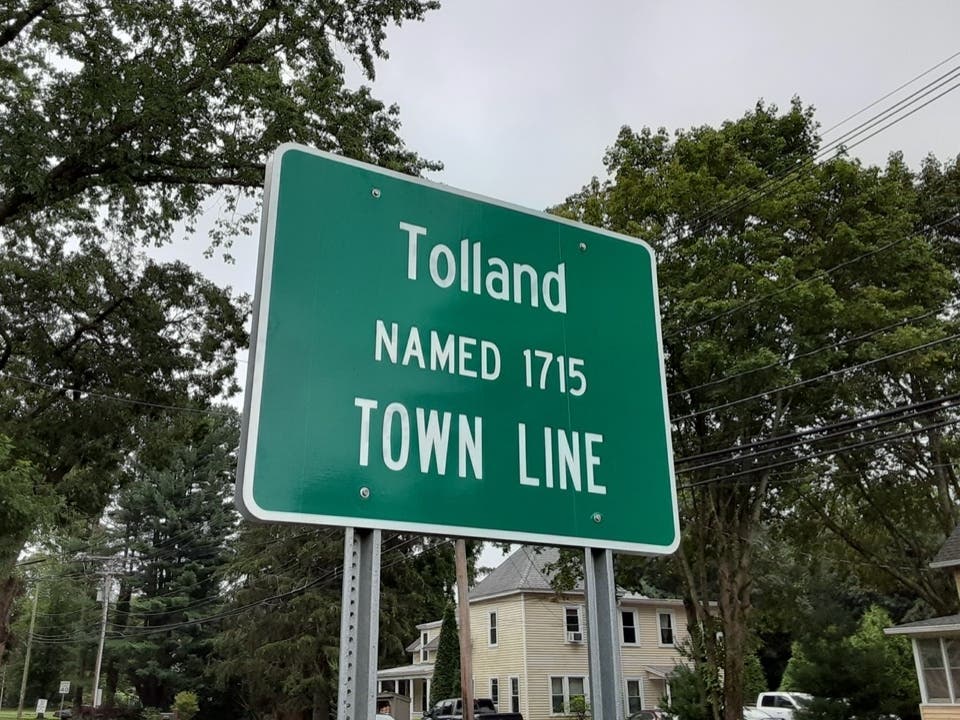 Tolland
NAMED 1715
TOWN LINE